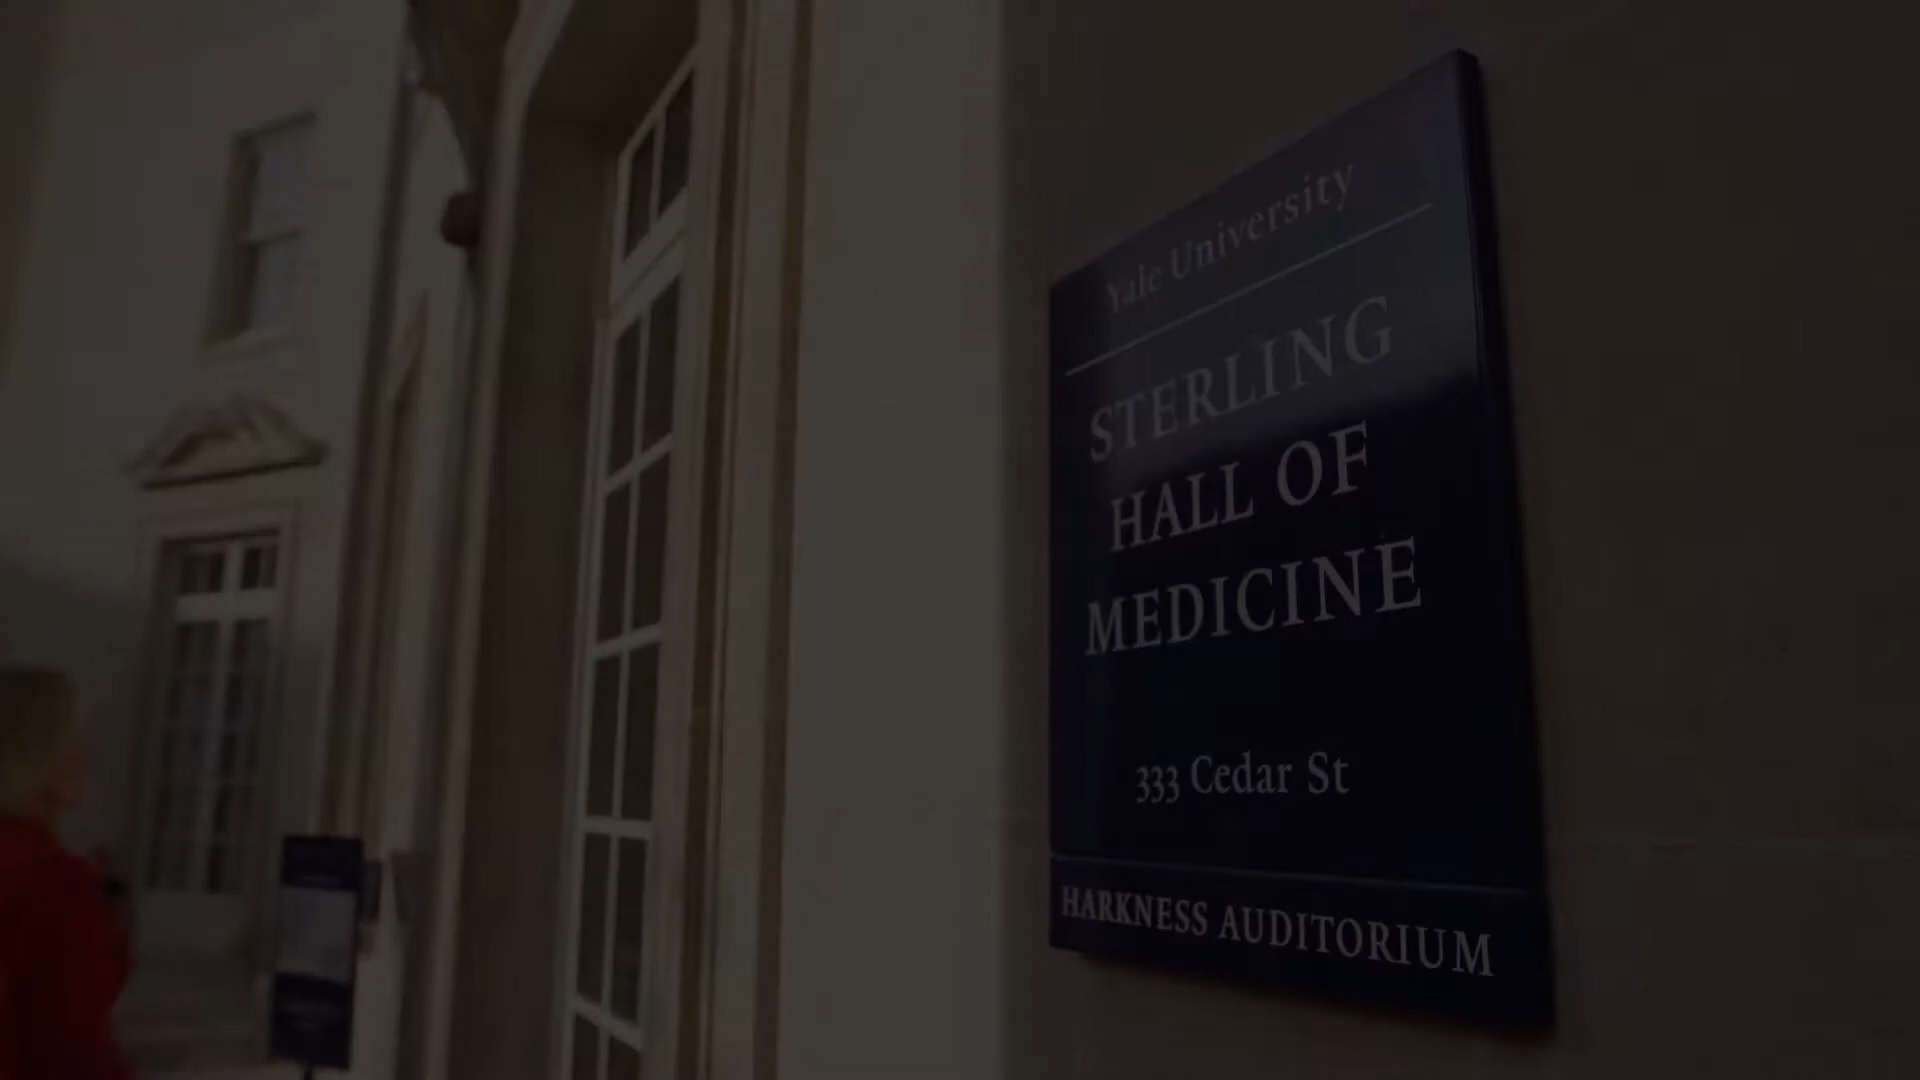 Yale University
STERLING
HALL OF
MEDICINE
333 Cedar St
HARKNESS AUDITORIUM